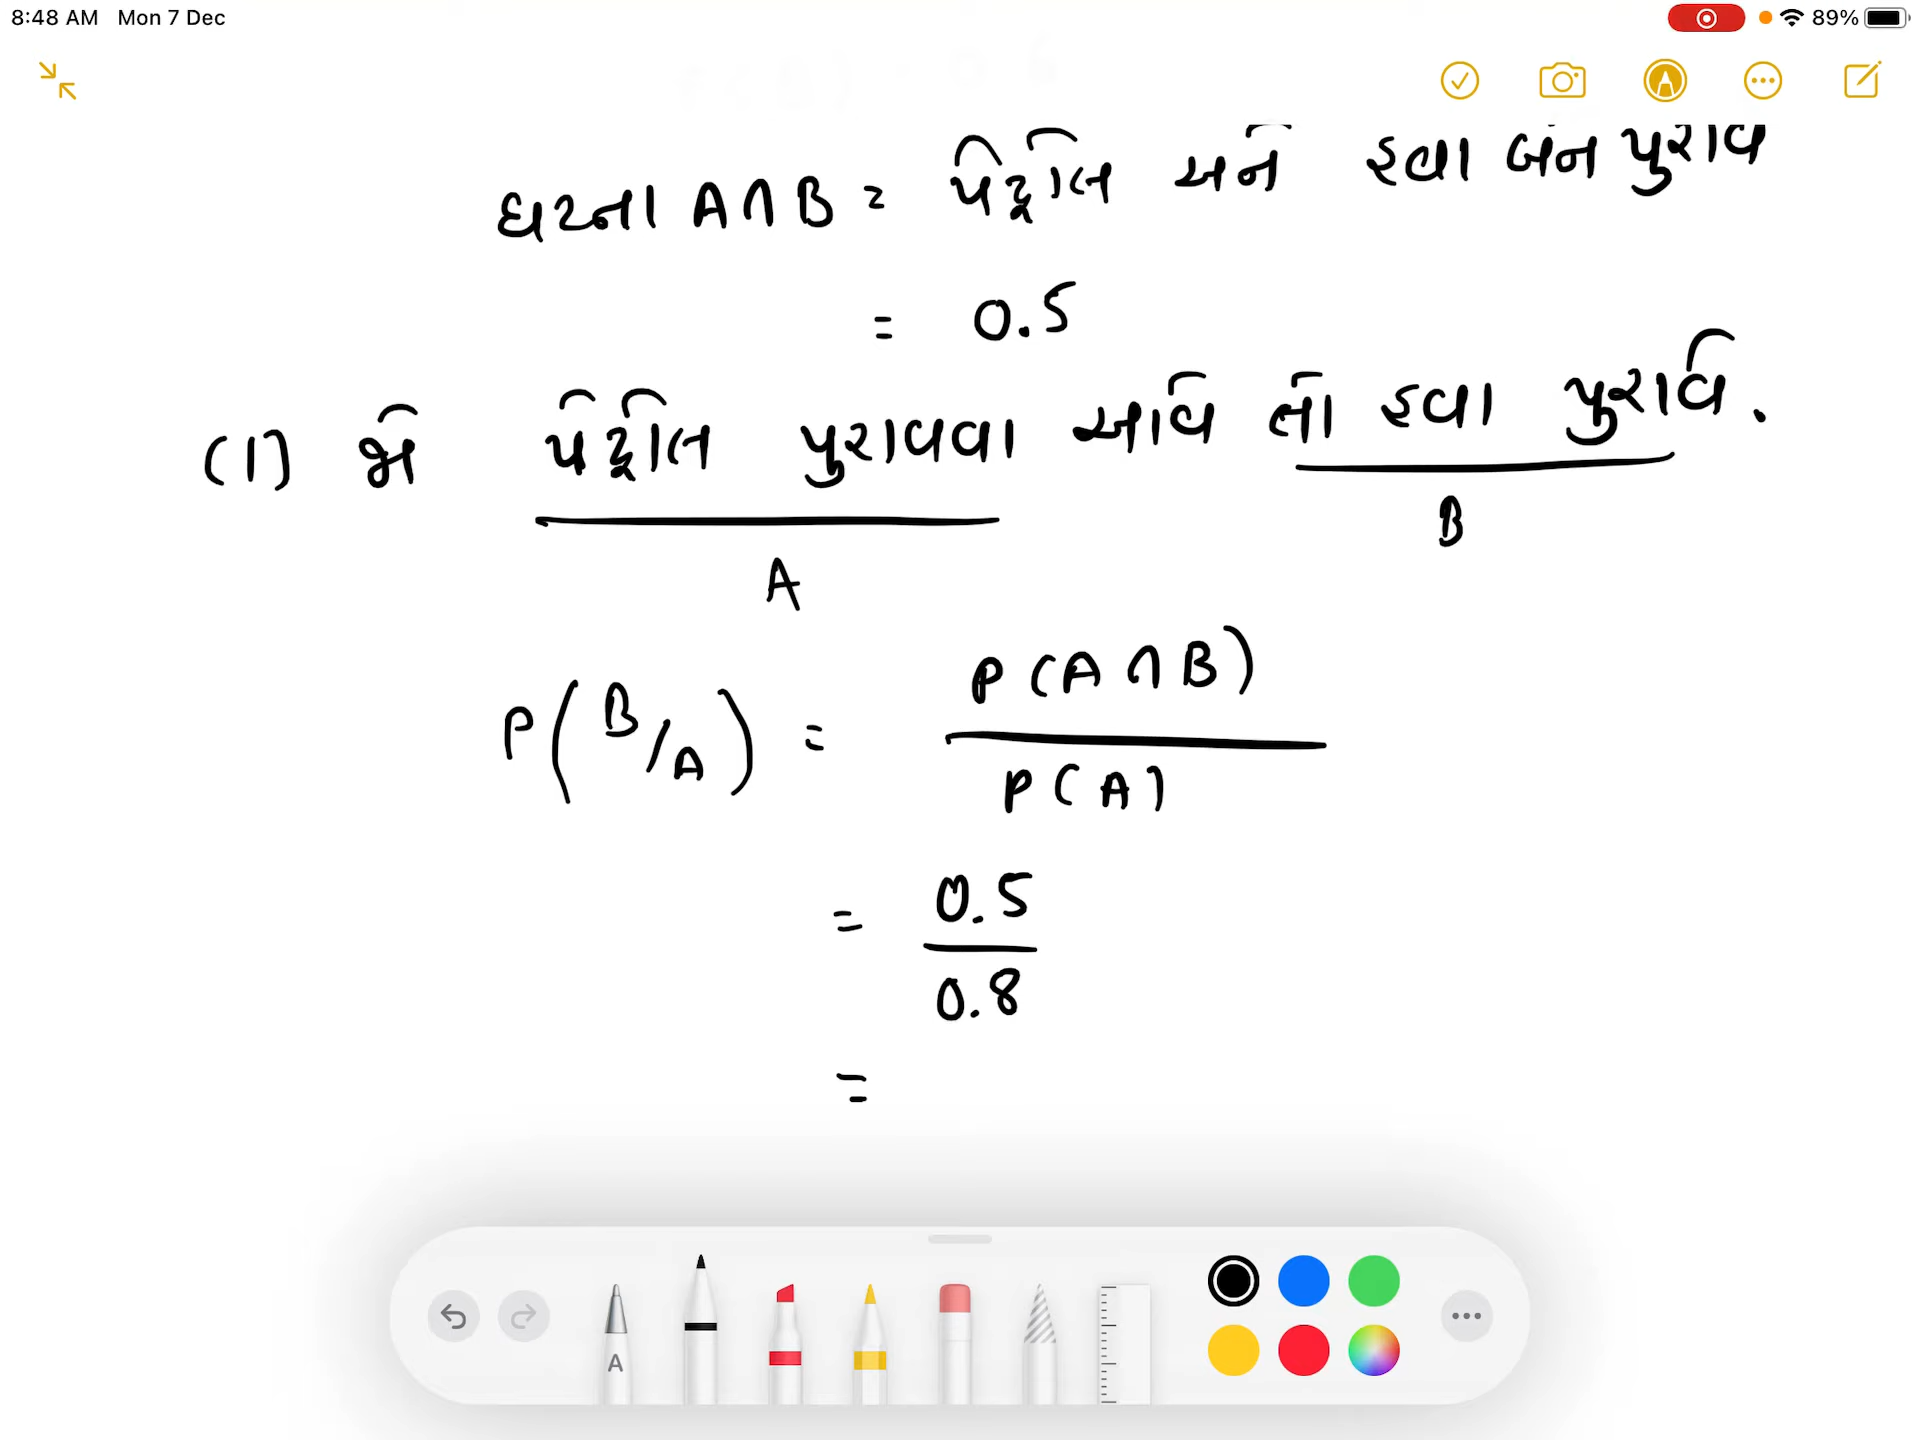 8:48 AM Mon 7 Dec 89%
ઘટના A∩B = પેટ્રોલ અને હવા બંને પુરાવે
= 0.5
(1) જો પેટ્રોલ પુરાવવા આવે તો હવા પુરાવે.
A B
P(B/A) = P(A∩B) / P(A)
= 0.5 / 0.8
=
A